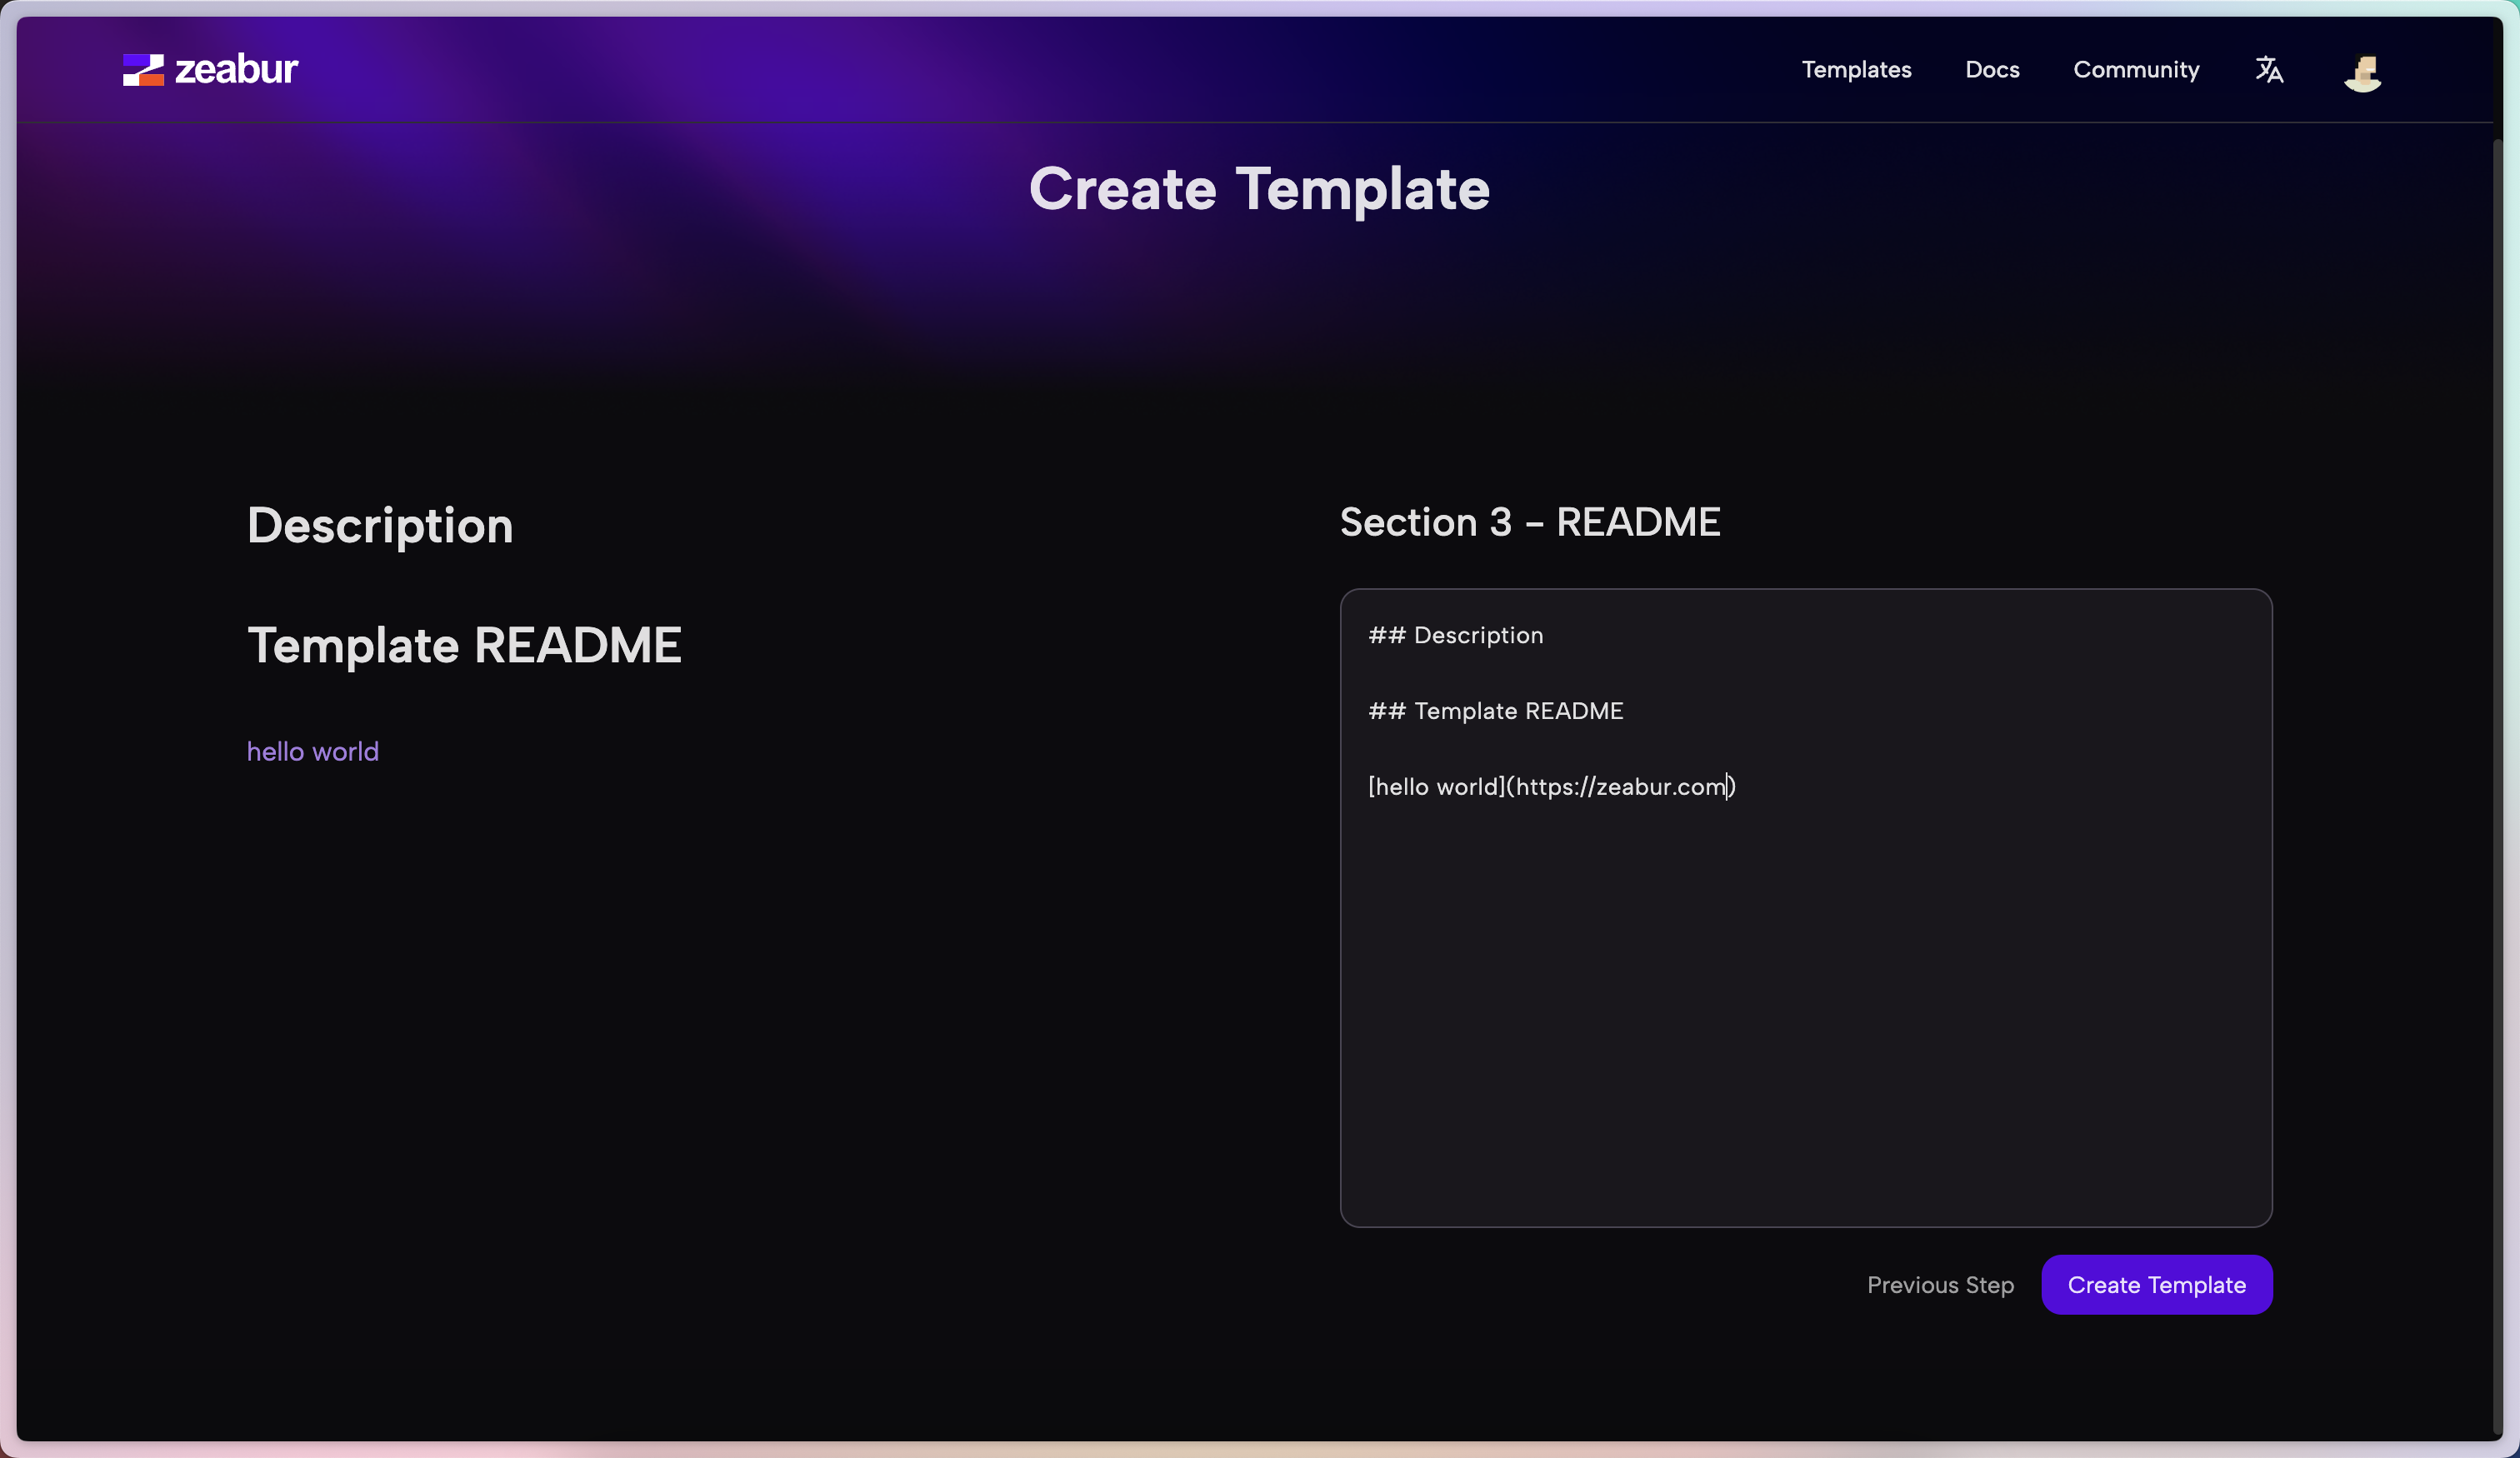 zeabur
Templates Docs Community
Create Template
Description
Template README
hello world
Section 3 – README
## Description
## Template README
[hello world](https://zeabur.com)
Previous Step Create Template